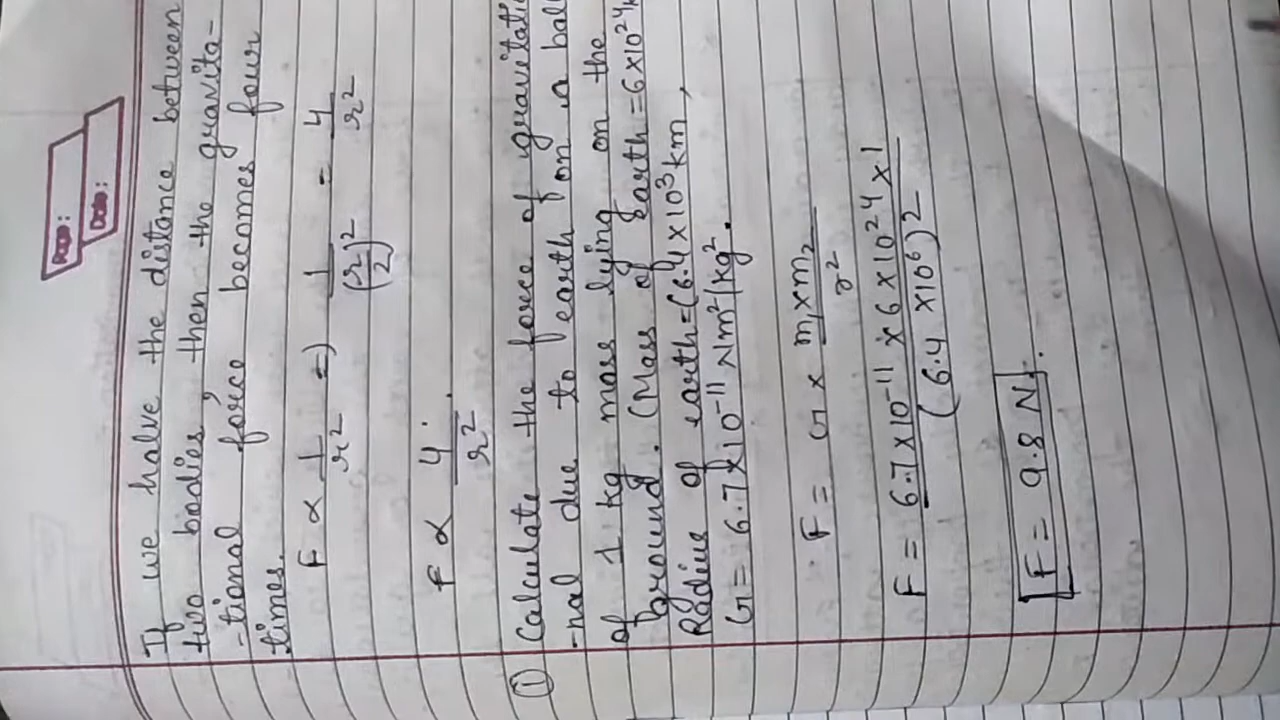 Page:
Date:
If we halve the distance between
two bodies, then the gravita-
-tional force becomes four
times.
F ∝ 1/r² => 1/(r/2)² = 4/r²
F ∝ 4/r².
① Calculate the force of gravitatio
-nal due to earth on a ball
of 1 kg mass lying on the
ground. (Mass of earth = 6×10²⁴k
Radius of earth = (6.4×10³km,
G = 6.7×10⁻¹¹ Nm²/kg².
F = G × m₁×m₂/r²
F = 6.7×10⁻¹¹ × 6×10²⁴×1/(6.4×10⁶)²
F = 9.8 N.